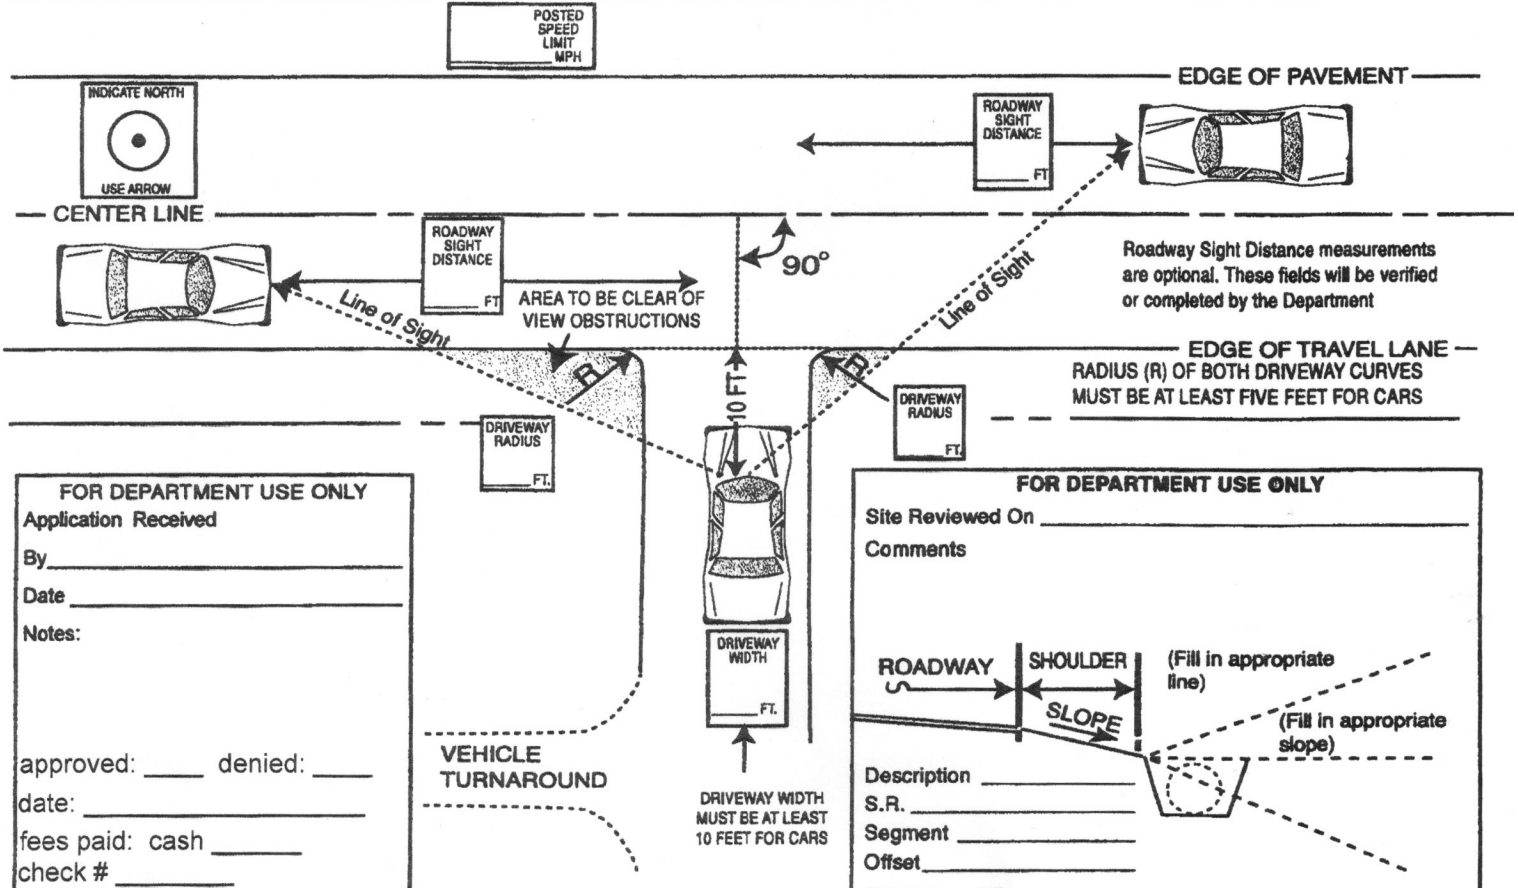 POSTED
SPEED
LIMIT
MPH
EDGE OF PAVEMENT
INDICATE NORTH
USE ARROW
ROADWAY
SIGHT
DISTANCE
FT
CENTER LINE
ROADWAY
SIGHT
DISTANCE
FT
90°
Line of Sight
Line of Sight
Roadway Sight Distance measurements
are optional. These fields will be verified
or completed by the Department
AREA TO BE CLEAR OF
VIEW OBSTRUCTIONS
EDGE OF TRAVEL LANE
RADIUS (R) OF BOTH DRIVEWAY CURVES
MUST BE AT LEAST FIVE FEET FOR CARS
R
10 FT
R
DRIVEWAY
RADIUS
FT.
DRIVEWAY
RADIUS
FT.
FOR DEPARTMENT USE ONLY
Application Received
By
Date
Notes:
approved: ____ denied: ____
date:
fees paid: cash
check #
DRIVEWAY
WIDTH
FT.
VEHICLE
TURNAROUND
DRIVEWAY WIDTH
MUST BE AT LEAST
10 FEET FOR CARS
FOR DEPARTMENT USE ONLY
Site Reviewed On
Comments
ROADWAY
SHOULDER
SLOPE
(Fill in appropriate
line)
(Fill in appropriate
slope)
Description
S.R.
Segment
Offset